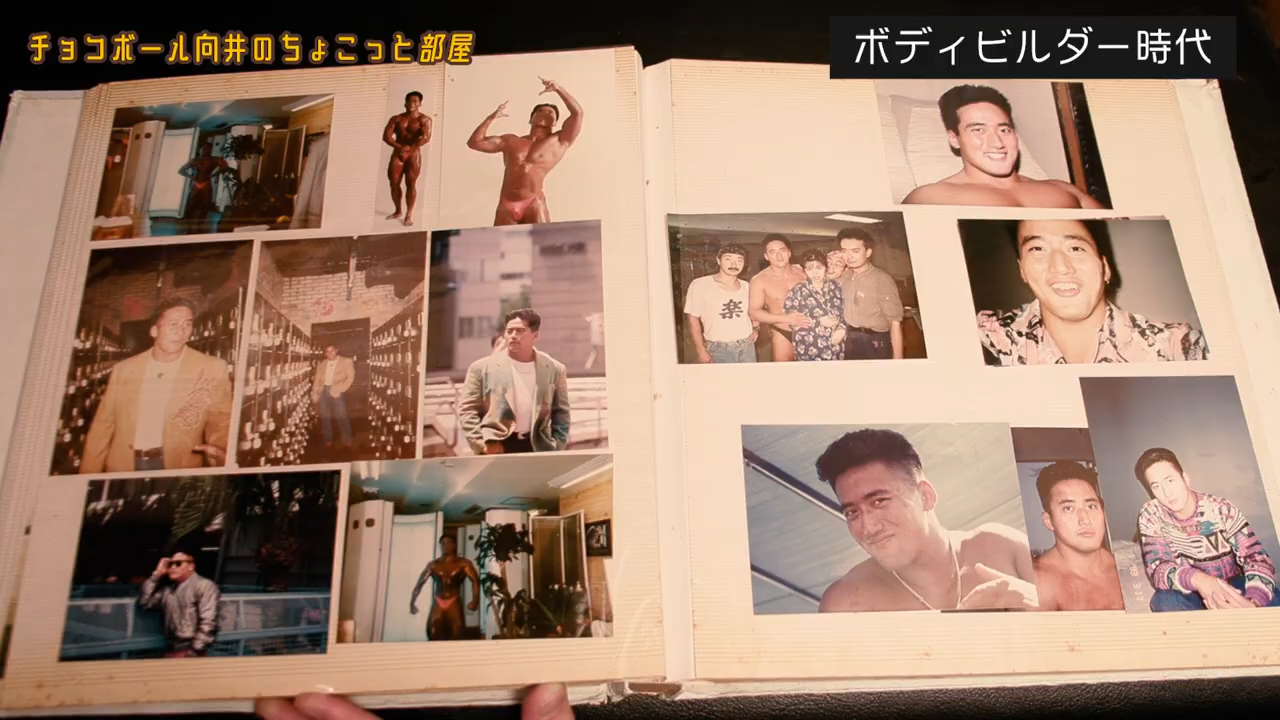 チョコボール向井のちょこっと部屋
ボディビルダー時代
楽